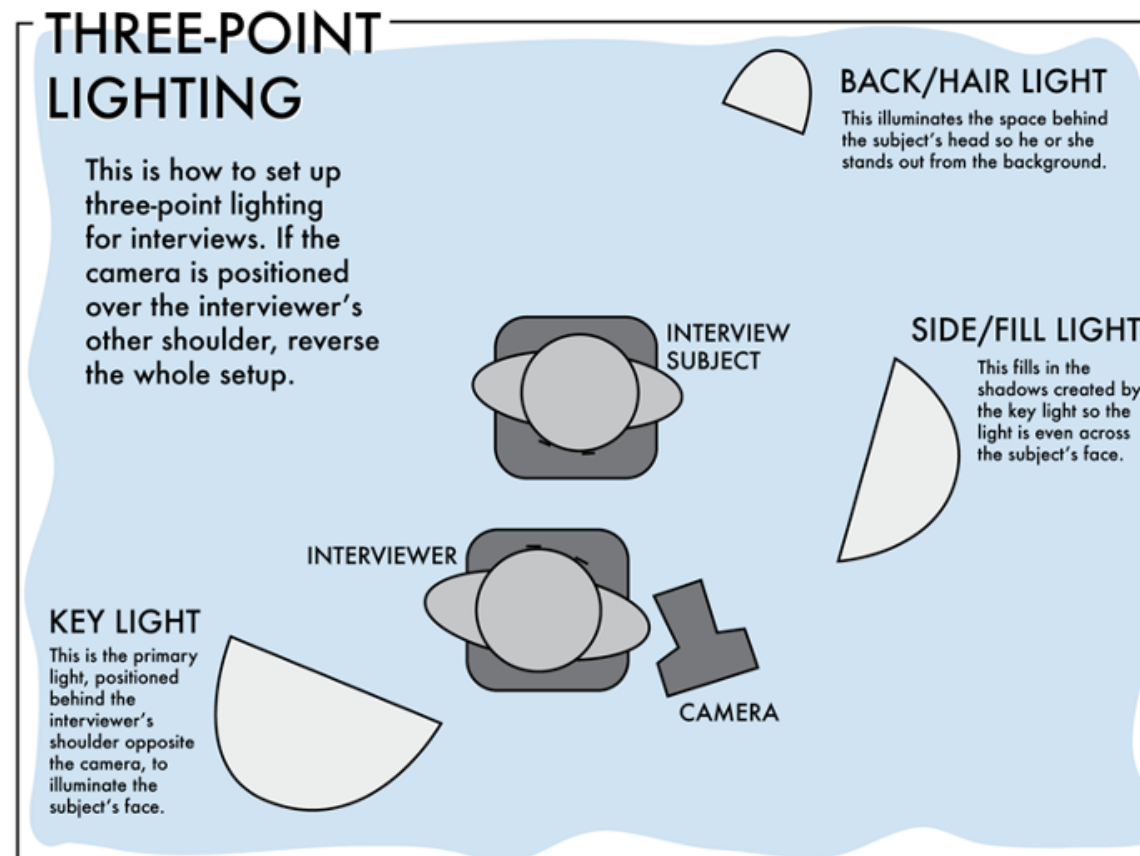 THREE-POINT
LIGHTING
This is how to set up
three-point lighting
for interviews. If the
camera is positioned
over the interviewer's
other shoulder, reverse
the whole setup.
BACK/HAIR LIGHT
This illuminates the space behind
the subject's head so he or she
stands out from the background.
INTERVIEW
SUBJECT
SIDE/FILL LIGHT
This fills in the
shadows created by
the key light so the
light is even across
the subject's face.
INTERVIEWER
KEY LIGHT
This is the primary
light, positioned
behind the
interviewer's
shoulder opposite
the camera, to
illuminate the
subject's face.
CAMERA